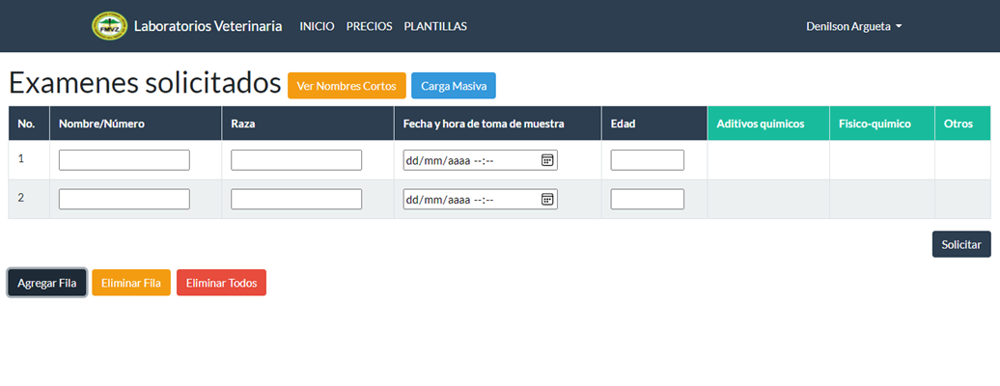 FMVZ
Laboratorios Veterinaria INICIO PRECIOS PLANTILLAS Denilson Argueta
Examenes solicitados Ver Nombres Cortos Carga Masiva
No. Nombre/Número Raza Fecha y hora de toma de muestra Edad Aditivos quimicos Fisico-quimico Otros
1 dd/mm/aaaa --:--
2 dd/mm/aaaa --:--
Solicitar
Agregar Fila Eliminar Fila Eliminar Todos